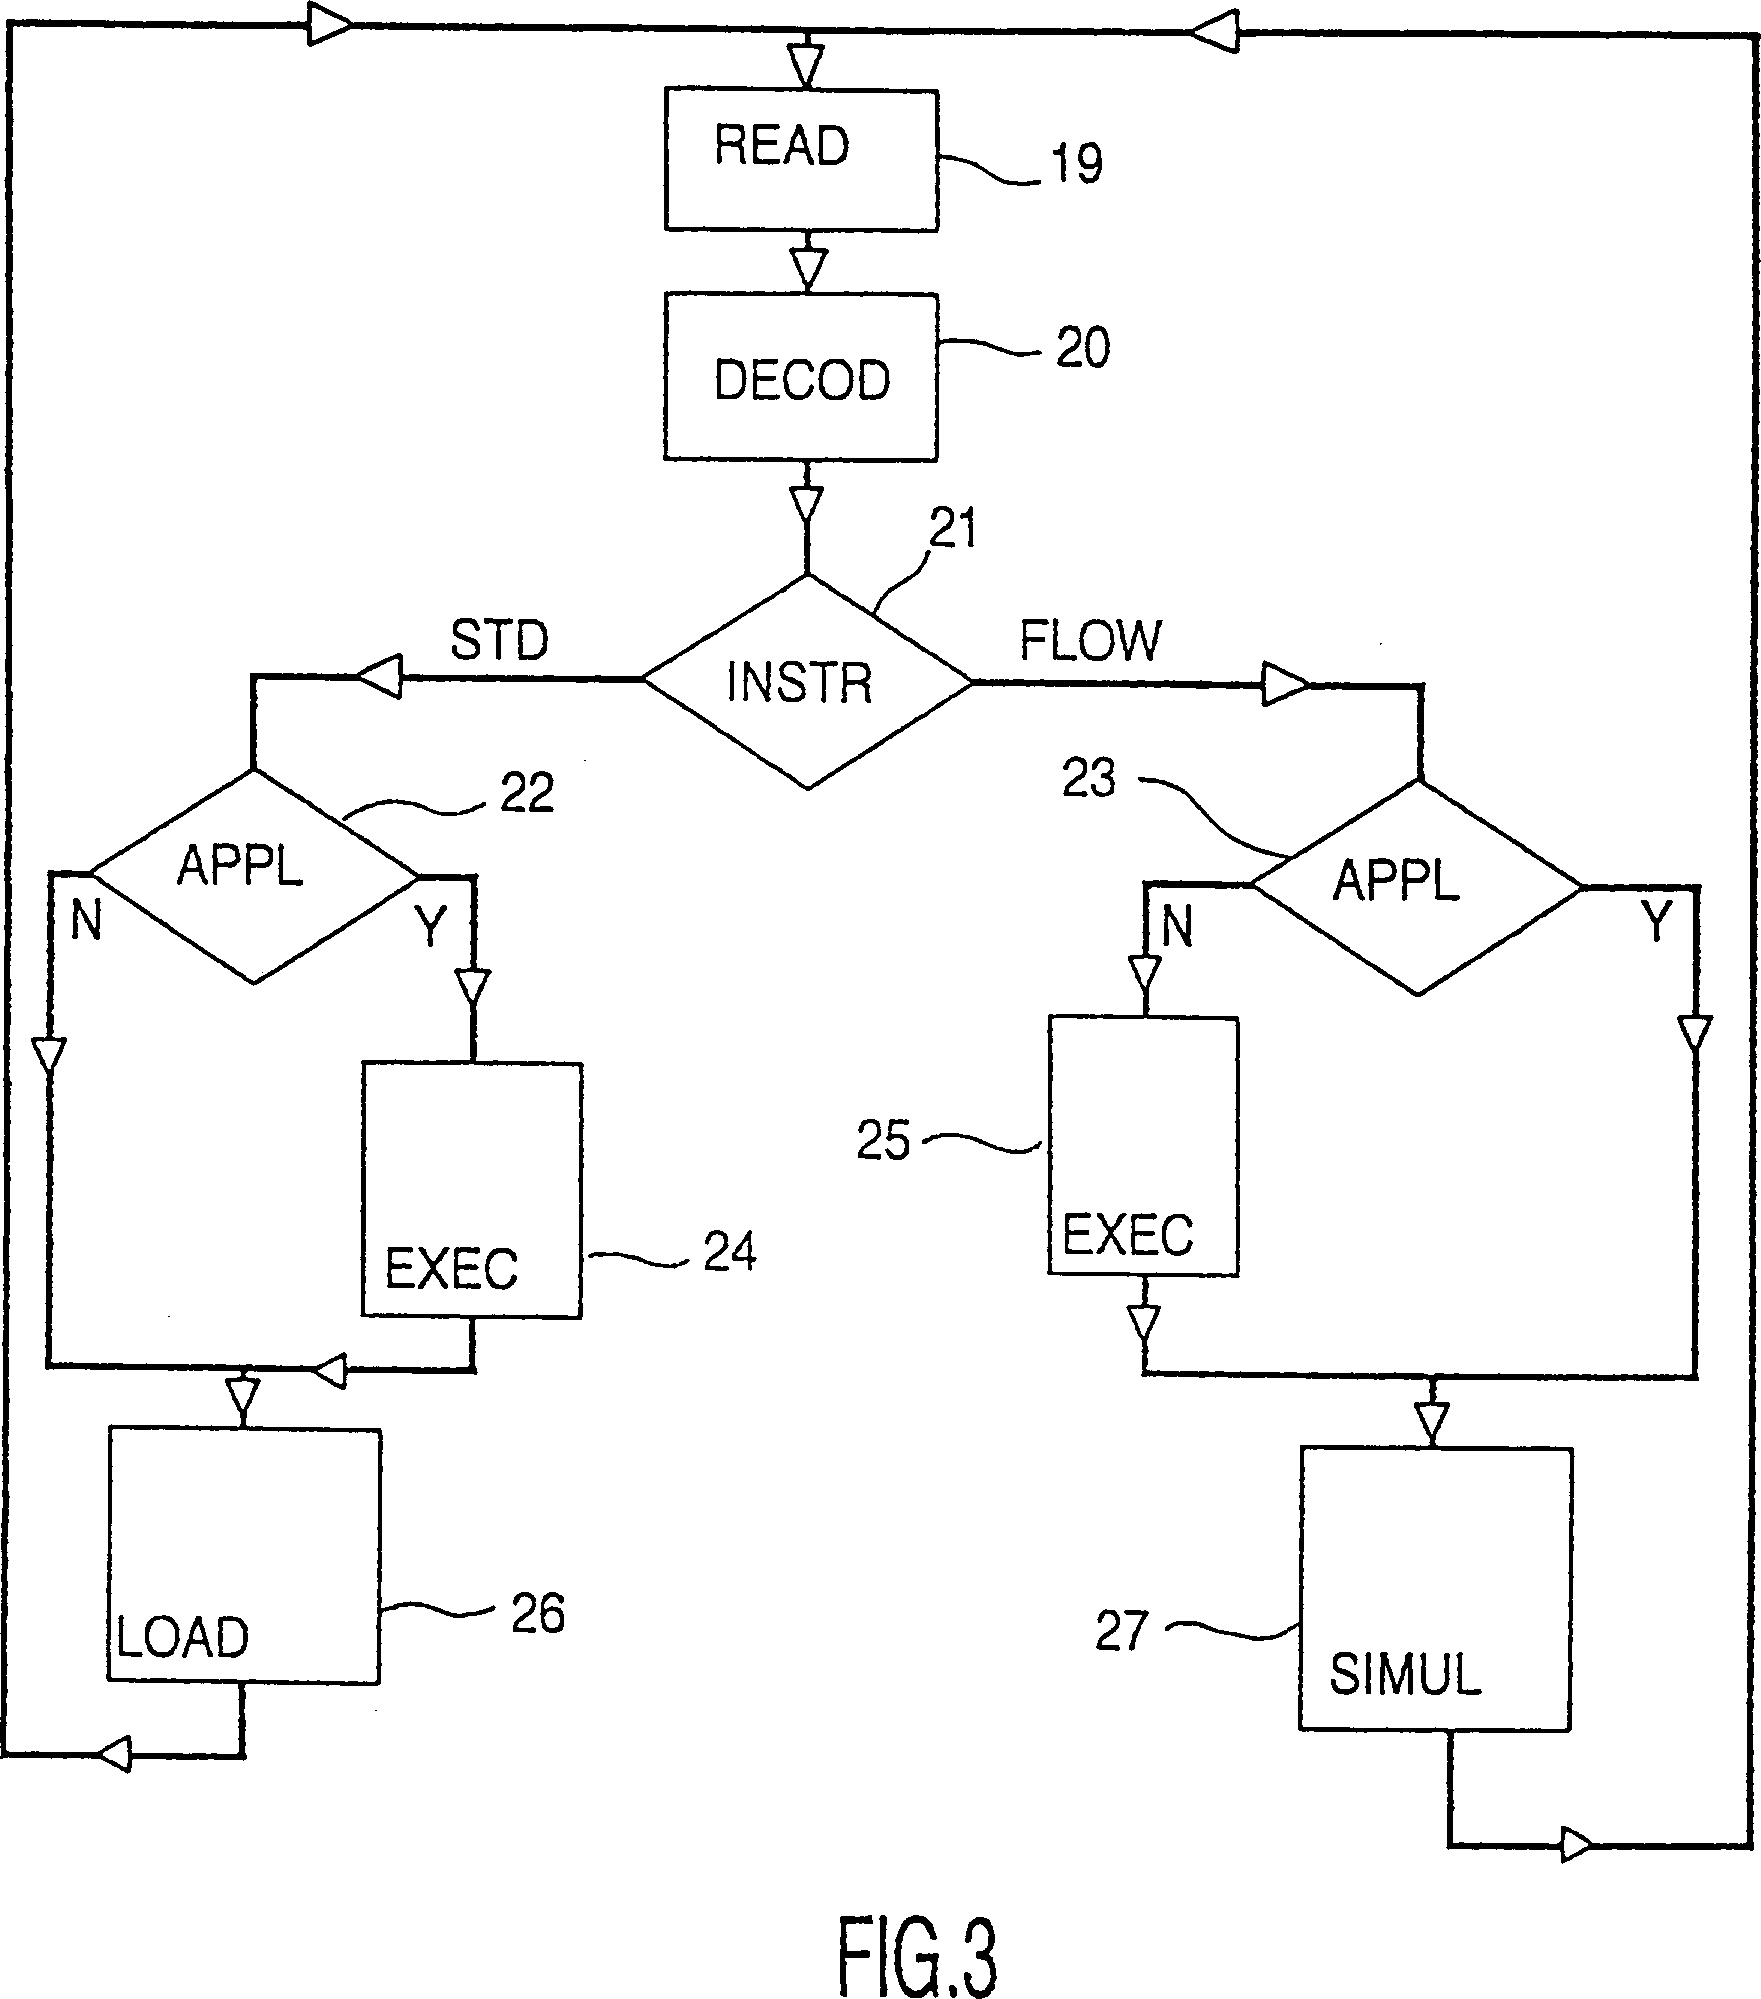 READ
19
DECOD
20
21
STD
FLOW
INSTR
22
23
APPL
APPL
N
Y
N
Y
25
EXEC
24
EXEC
26
LOAD
27
SIMUL
FIG.3